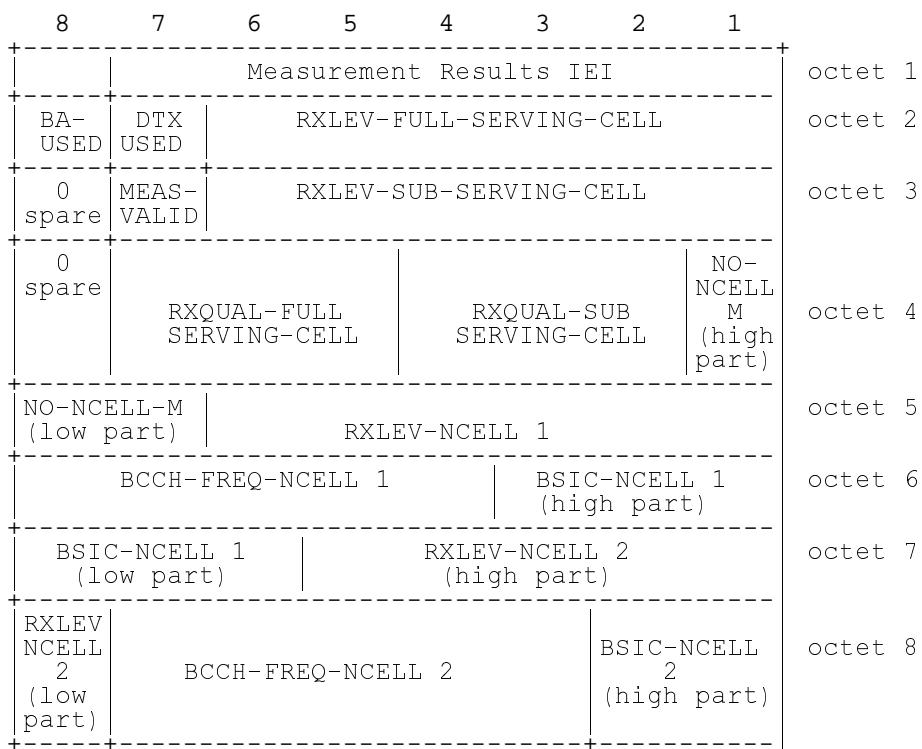 8 7 6 5 4 3 2 1
Measurement Results IEI octet 1
BA- DTX RXLEV-FULL-SERVING-CELL octet 2
USED USED
0 MEAS- RXLEV-SUB-SERVING-CELL octet 3
spare VALID
0 NO-
spare NCELL
RXQUAL-FULL RXQUAL-SUB M octet 4
SERVING-CELL SERVING-CELL (high
part)
NO-NCELL-M octet 5
(low part) RXLEV-NCELL 1
BCCH-FREQ-NCELL 1 BSIC-NCELL 1 octet 6
(high part)
BSIC-NCELL 1 RXLEV-NCELL 2 octet 7
(low part) (high part)
RXLEV
NCELL BSIC-NCELL octet 8
2 BCCH-FREQ-NCELL 2 2
(low (high part)
part)